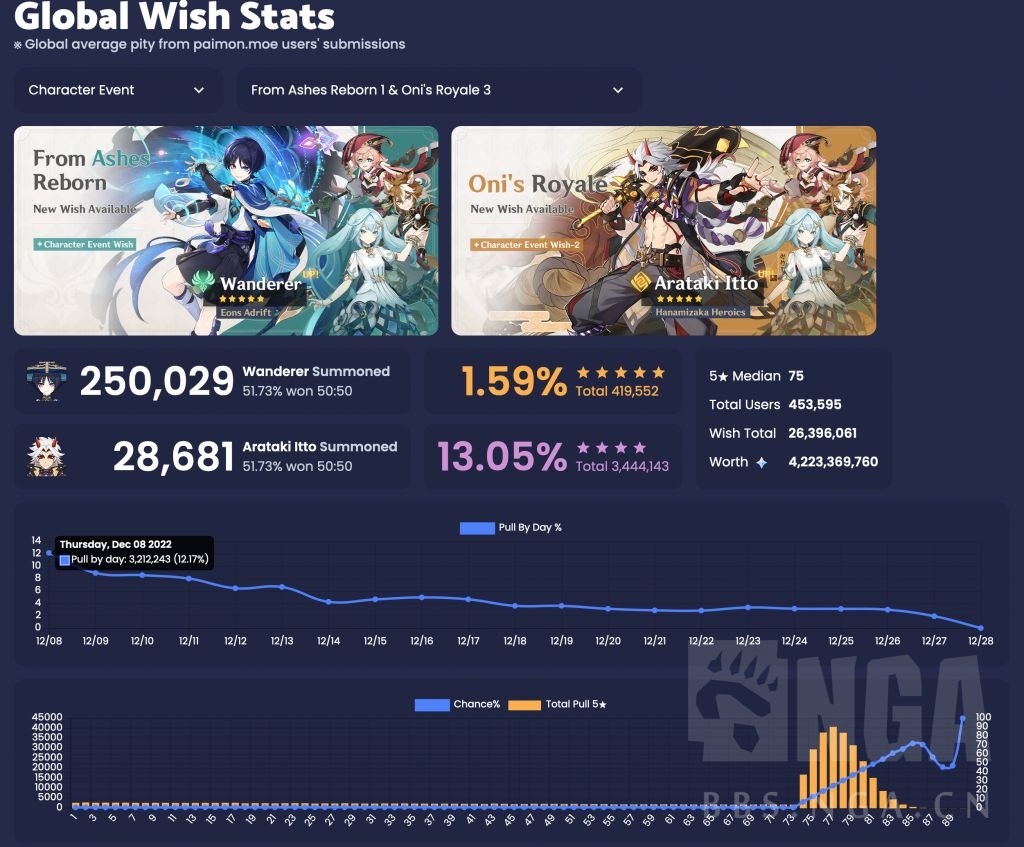 Global Wish Stats
※ Global average pity from paimon.moe users' submissions
Character Event
From Ashes Reborn 1 & Oni's Royale 3
From Ashes
Reborn
New Wish Available
Character Event Wish
UP!
Wanderer
★★★★★
Eons Adrift
Oni's Royale
New Wish Available
Character Event Wish-2
UP!
Arataki Itto
★★★★★
Hanamizaka Heroics
250,029 Wanderer Summoned
51.73% won 50:50
1.59% ★★★★★
Total 419,552
28,681 Arataki Itto Summoned
51.73% won 50:50
13.05% ★★★★
Total 3,444,143
5★ Median 75
Total Users 453,595
Wish Total 26,396,061
Worth 4,223,369,760
Pull By Day %
Thursday, Dec 08 2022
Pull by day: 3,212,243 (12.17%)
14
12
10
8
6
4
2
0
12/08 12/09 12/10 12/11 12/12 12/13 12/14 12/15 12/16 12/17 12/18 12/19 12/20 12/21 12/22 12/23 12/24 12/25 12/26 12/27 12/28
Chance% Total Pull 5★
45000
40000
35000
30000
25000
20000
15000
10000
5000
0
100
90
80
70
60
50
40
30
20
10
0
1 3 5 7 9 11 13 15 17 19 21 23 25 27 29 31 33 35 37 39 41 43 45 47 49 51 53 55 57 59 61 63 65 67 69 71 73 75 77 79 81 83 85 87 89
NGA
BBS.NGA.CN